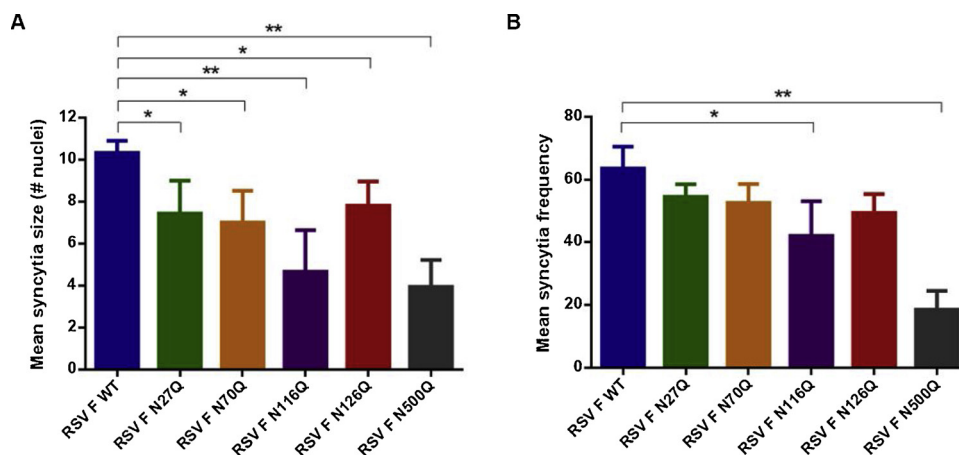 A
**
*
**
*
*
Mean syncytia size (# nuclei)
12
10
8
6
4
2
0
RSV F WT
RSV F N27Q
RSV F N70Q
RSV F N116Q
RSV F N126Q
RSV F N500Q
B
**
*
Mean syncytia frequency
80
60
40
20
0
RSV F WT
RSV F N27Q
RSV F N70Q
RSV F N116Q
RSV F N126Q
RSV F N500Q